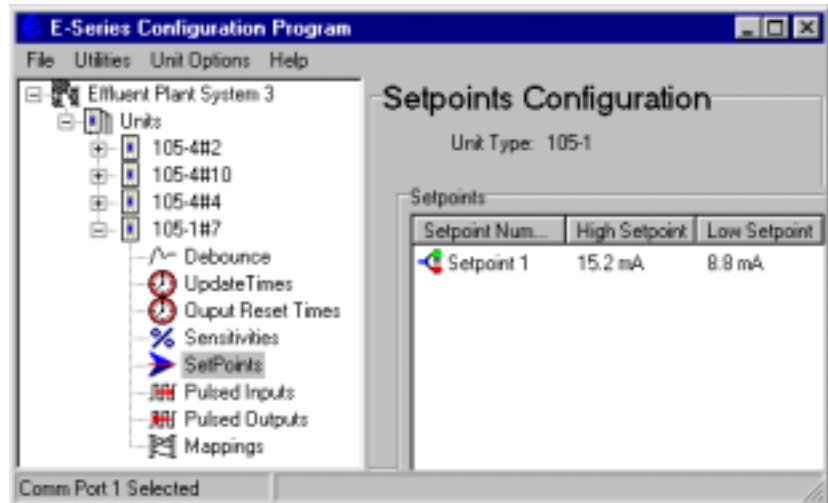 E-Series Configuration Program
File Utilities Unit Options Help
Effluent Plant System 3
Units
105-4#2
105-4#10
105-4#4
105-1#7
Debounce
UpdateTimes
Ouput Reset Times
Sensitivities
SetPoints
Pulsed Inputs
Pulsed Outputs
Mappings
Setpoints Configuration
Unit Type: 105-1
Setpoints
Setpoint Num... High Setpoint Low Setpoint
Setpoint 1 15.2 mA 8.8 mA
Comm Port 1 Selected